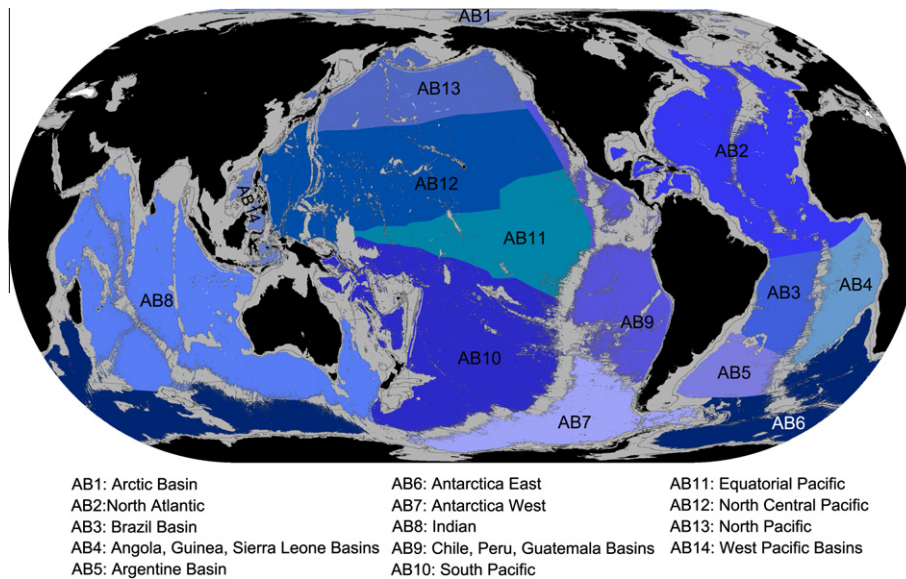 AB1
AB13
AB2
AB12
AB14
AB11
AB8
AB3
AB4
AB9
AB10
AB5
AB7
AB6
AB1: Arctic Basin
AB2:North Atlantic
AB3: Brazil Basin
AB4: Angola, Guinea, Sierra Leone Basins
AB5: Argentine Basin
AB6: Antarctica East
AB7: Antarctica West
AB8: Indian
AB9: Chile, Peru, Guatemala Basins
AB10: South Pacific
AB11: Equatorial Pacific
AB12: North Central Pacific
AB13: North Pacific
AB14: West Pacific Basins